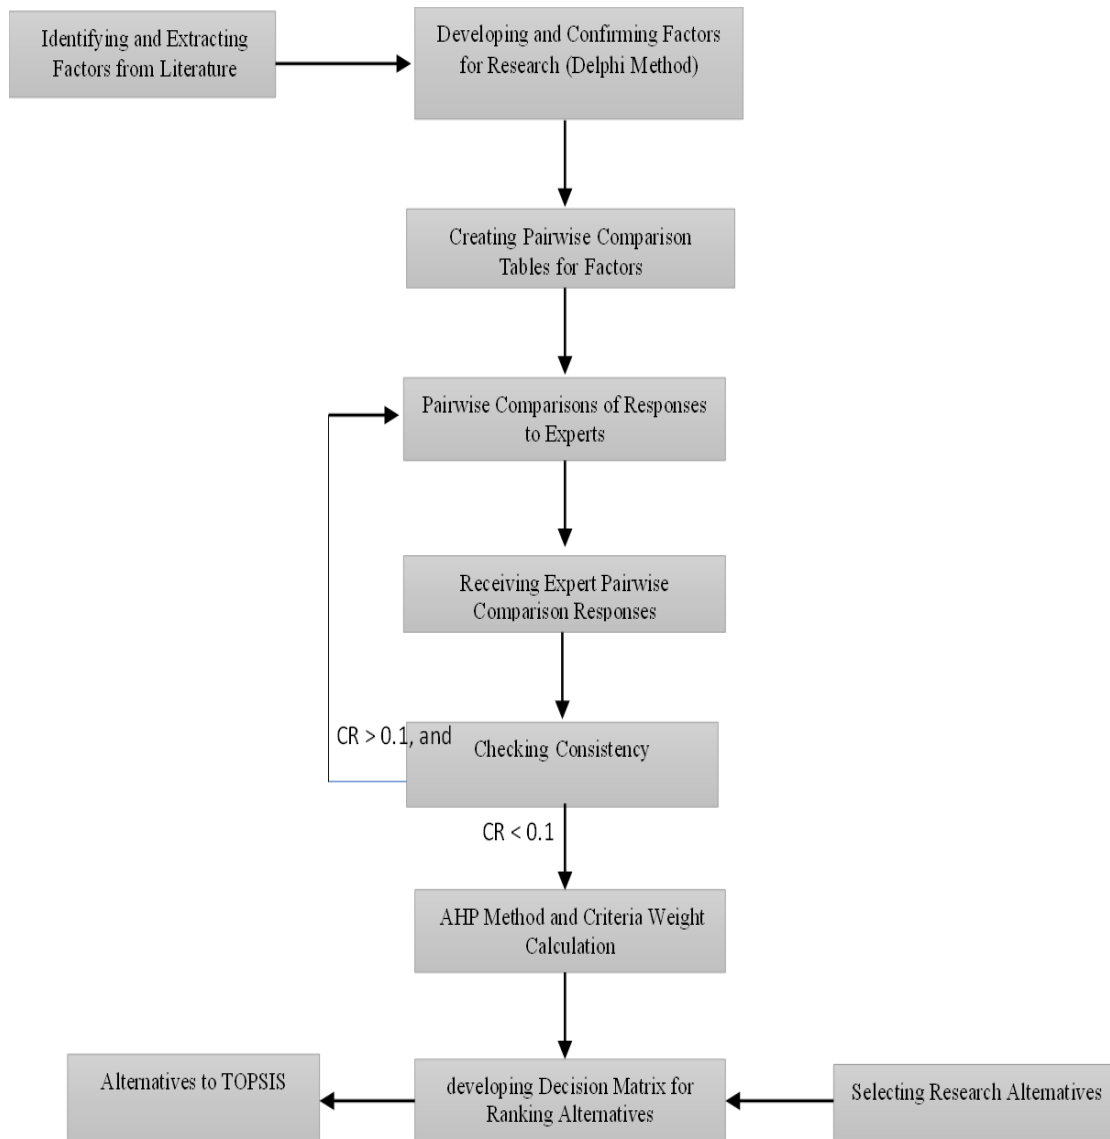 Identifying and Extracting
Factors from Literature
Developing and Confirming Factors
for Research (Delphi Method)
Creating Pairwise Comparison
Tables for Factors
Pairwise Comparisons of Responses
to Experts
Receiving Expert Pairwise
Comparison Responses
CR > 0.1, and
Checking Consistency
CR < 0.1
AHP Method and Criteria Weight
Calculation
Alternatives to TOPSIS
developing Decision Matrix for
Ranking Alternatives
Selecting Research Alternatives